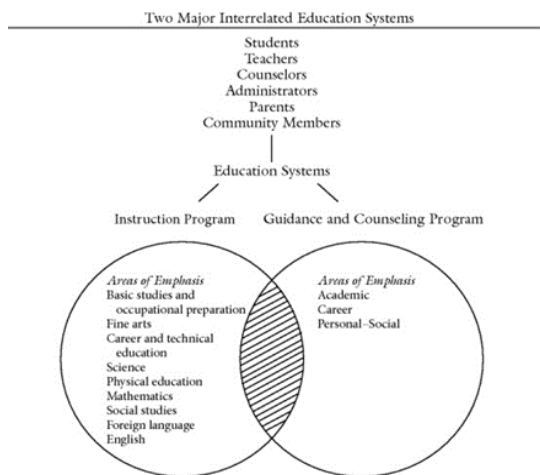 Two Major Interrelated Education Systems
Students
Teachers
Counselors
Administrators
Parents
Community Members
Education Systems
Instruction Program
Guidance and Counseling Program
Areas of Emphasis
Basic studies and
occupational preparation
Fine arts
Career and technical
education
Science
Physical education
Mathematics
Social studies
Foreign language
English
Areas of Emphasis
Academic
Career
Personal–Social